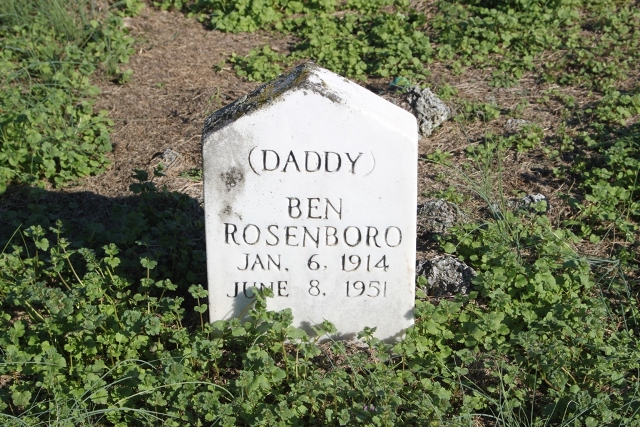 (DADDY)
BEN
ROSENBORO
JAN. 6, 1914
JUNE 8, 1951